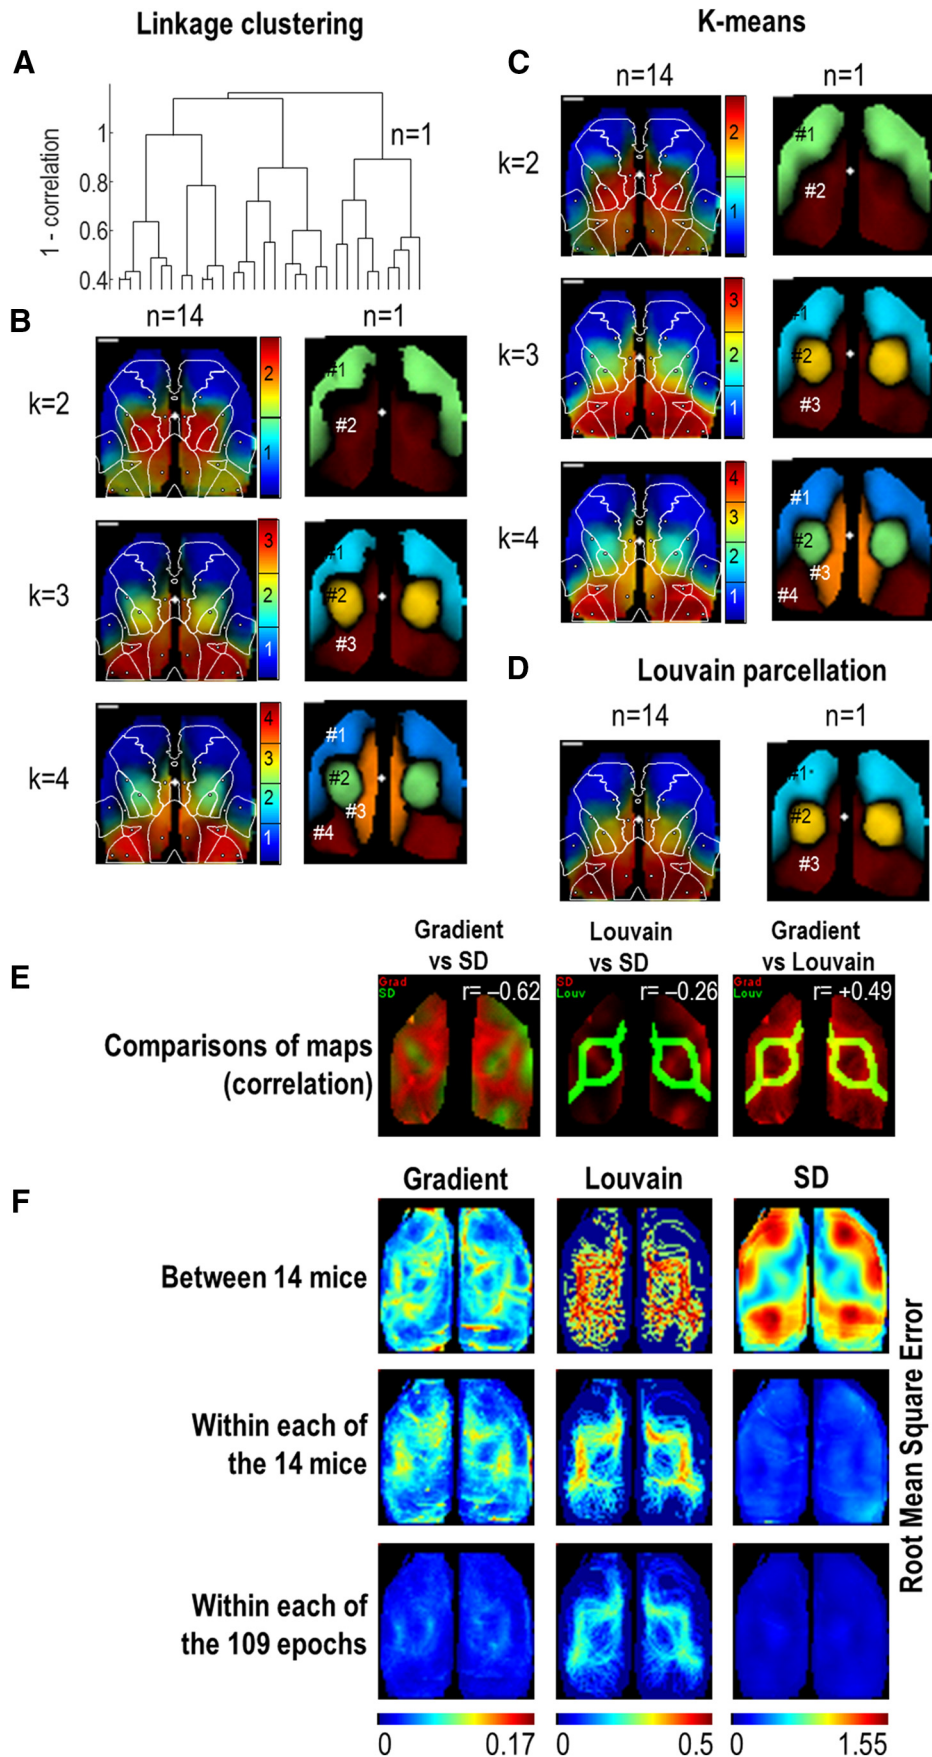 Linkage clustering
K-means
A
1 - correlation
1
0.8
0.6
0.4
n=1
B
n=14
n=1
k=2
2
1
#1
#2
k=3
3
2
1
#1
#2
#3
k=4
4
3
2
1
#1
#2
#3
#4
C
n=14
n=1
k=2
2
1
#1
#2
k=3
3
2
1
#1
#2
#3
k=4
4
3
2
1
#1
#2
#3
#4
D
Louvain parcellation
n=14
n=1
#1
#2
#3
E
Comparisons of maps
(correlation)
Gradient
vs SD
Grad
SD
r= –0.62
Louvain
vs SD
SD
Louv
r= –0.26
Gradient
vs Louvain
Grad
Louv
r= +0.49
F
Gradient
Louvain
SD
Between 14 mice
Within each of
the 14 mice
Within each of
the 109 epochs
Root Mean Square Error
0
0.17
0
0.5
0
1.55